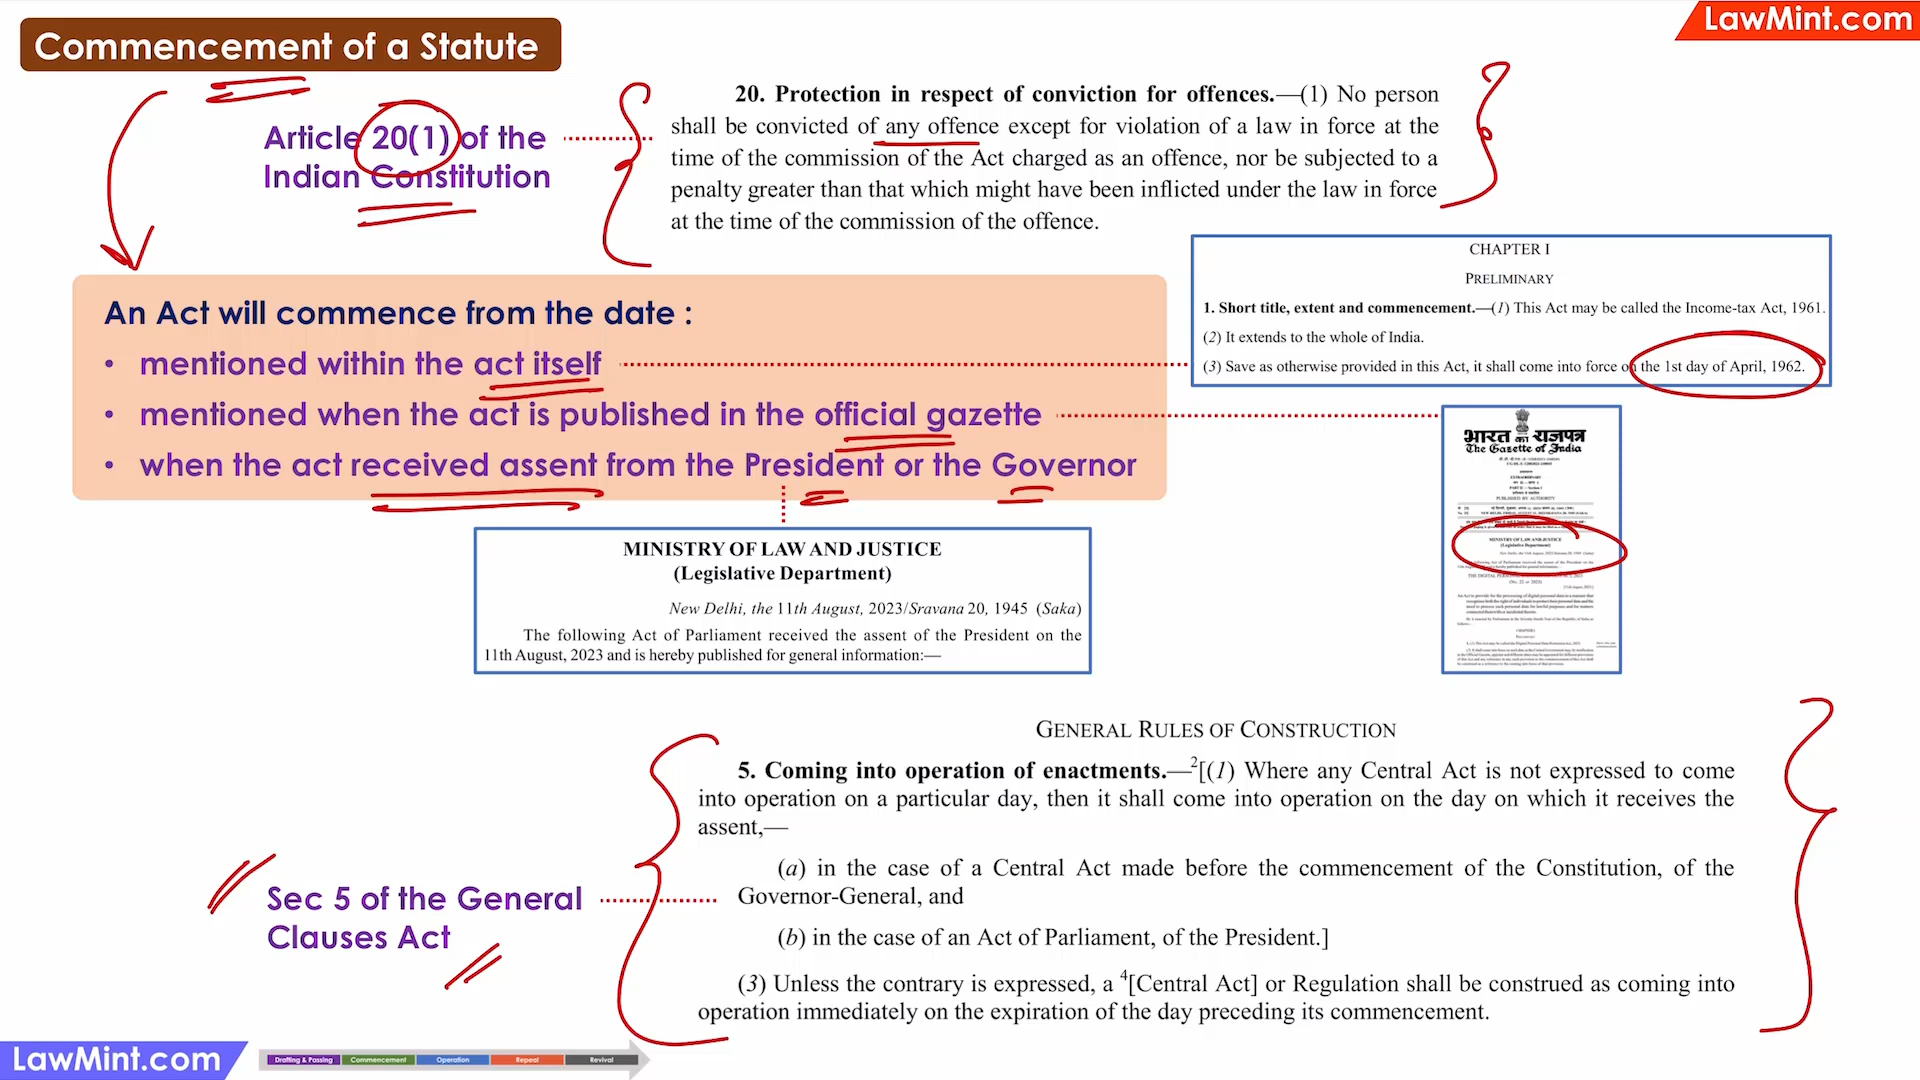 Commencement of a Statute
LawMint.com
Article 20(1) of the
Indian Constitution
20. Protection in respect of conviction for offences.—(1) No person
shall be convicted of any offence except for violation of a law in force at the
time of the commission of the Act charged as an offence, nor be subjected to a
penalty greater than that which might have been inflicted under the law in force
at the time of the commission of the offence.
An Act will commence from the date :
• mentioned within the act itself
• mentioned when the act is published in the official gazette
• when the act received assent from the President or the Governor
CHAPTER I
PRELIMINARY
1. Short title, extent and commencement.—(1) This Act may be called the Income-tax Act, 1961.
(2) It extends to the whole of India.
(3) Save as otherwise provided in this Act, it shall come into force on the 1st day of April, 1962.
भारत का राजपत्र
The Gazette of India
EXTRAORDINARY
PUBLISHED BY AUTHORITY
MINISTRY OF LAW AND JUSTICE
(Legislative Department)
MINISTRY OF LAW AND JUSTICE
(Legislative Department)
New Delhi, the 11th August, 2023/Sravana 20, 1945 (Saka)
The following Act of Parliament received the assent of the President on the
11th August, 2023 and is hereby published for general information:—
GENERAL RULES OF CONSTRUCTION
5. Coming into operation of enactments.—2[(1) Where any Central Act is not expressed to come
into operation on a particular day, then it shall come into operation on the day on which it receives the
assent,—
(a) in the case of a Central Act made before the commencement of the Constitution, of the
Governor-General, and
(b) in the case of an Act of Parliament, of the President.]
(3) Unless the contrary is expressed, a 4[Central Act] or Regulation shall be construed as coming into
operation immediately on the expiration of the day preceding its commencement.
Sec 5 of the General
Clauses Act
LawMint.com
Drafting & Passing
Commencement
Operation
Repeal
Revival